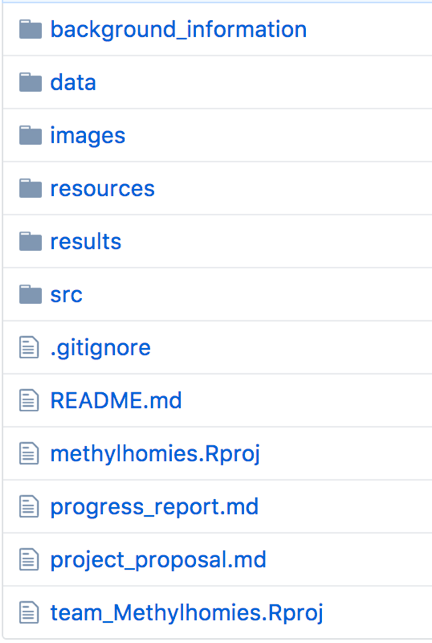 background_information
data
images
resources
results
src
.gitignore
README.md
methylhomies.Rproj
progress_report.md
project_proposal.md
team_Methylhomies.Rproj